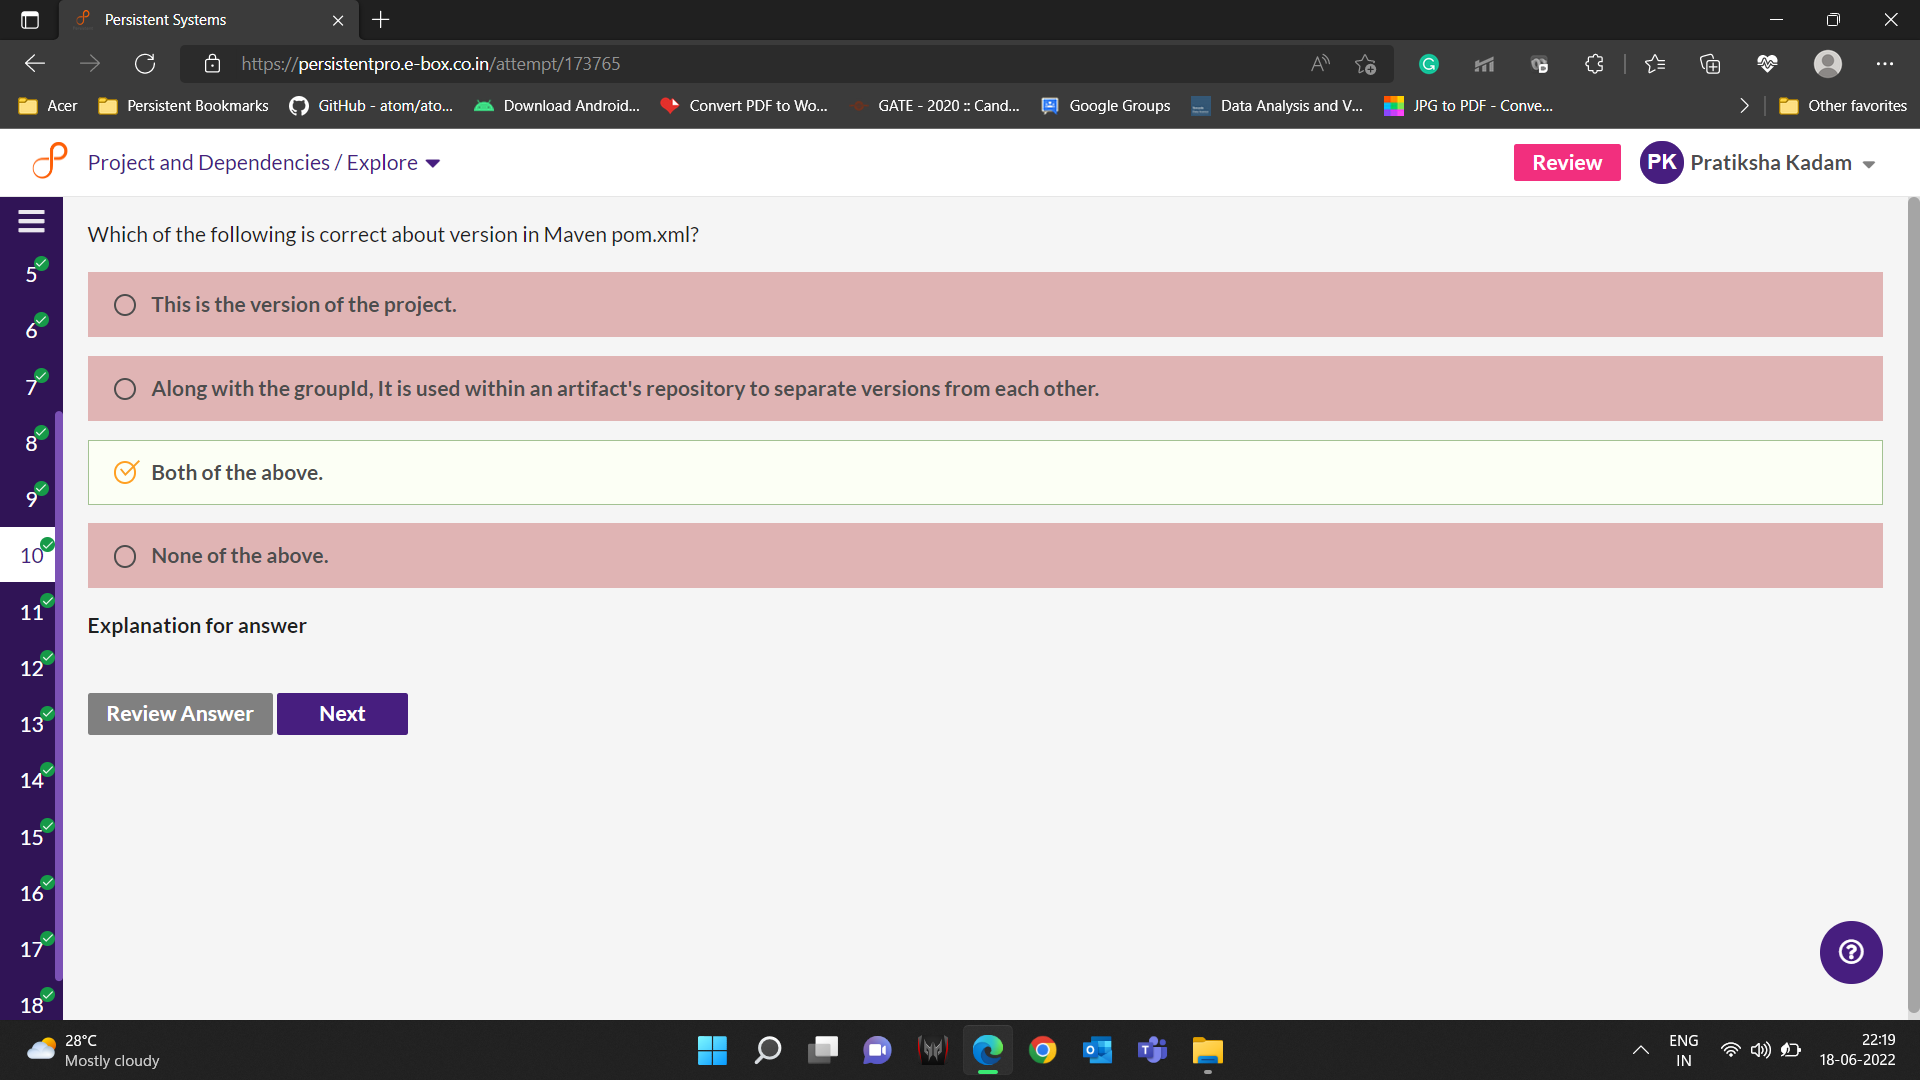 Persistent Systems
https://persistentpro.e-box.co.in/attempt/173765
Acer
Persistent Bookmarks
GitHub - atom/ato...
Download Android...
Convert PDF to Wo...
GATE - 2020 :: Cand...
Google Groups
Data Analysis and V...
JPG to PDF - Conve...
Other favorites
Project and Dependencies / Explore
Review
PK
Pratiksha Kadam
Which of the following is correct about version in Maven pom.xml?
This is the version of the project.
Along with the groupId, It is used within an artifact's repository to separate versions from each other.
Both of the above.
None of the above.
Explanation for answer
Review Answer
Next
5
6
7
8
9
10
11
12
13
14
15
16
17
18
28°C
Mostly cloudy
ENG
IN
22:19
18-06-2022